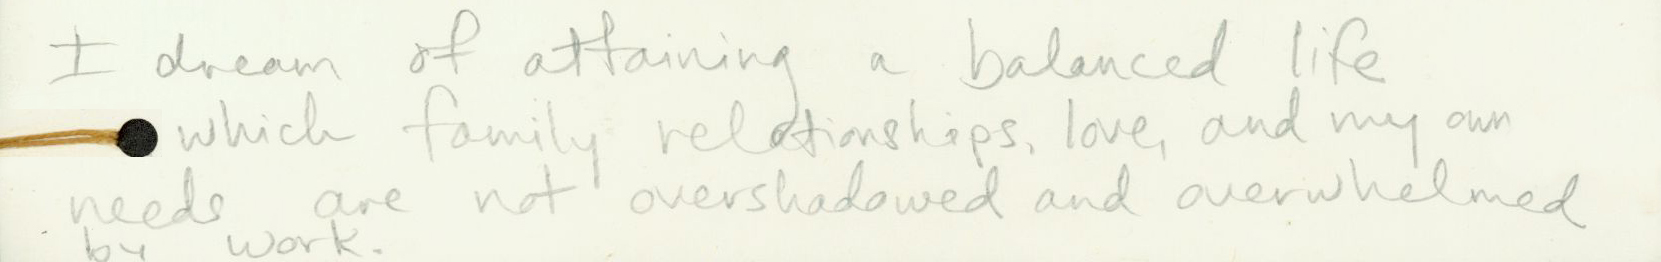 I dream of attaining a balanced life
which family relationships, love, and my own
needs are not overshadowed and overwhelmed
by work.